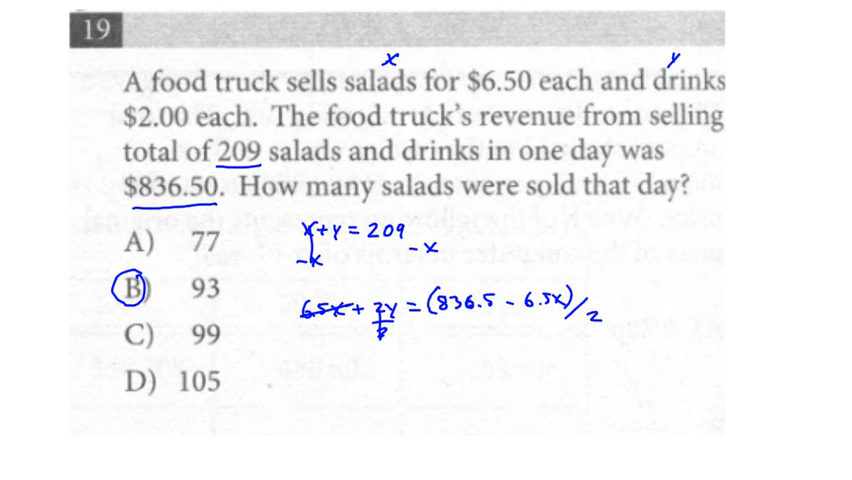 19
x
y
A food truck sells salads for $6.50 each and drinks
$2.00 each. The food truck's revenue from selling
total of 209 salads and drinks in one day was
$836.50. How many salads were sold that day?
A) 77
x + y = 209
-x
-x
B) 93
6.5x + 2y = (836.5 - 6.5x)/2
2
C) 99
D) 105